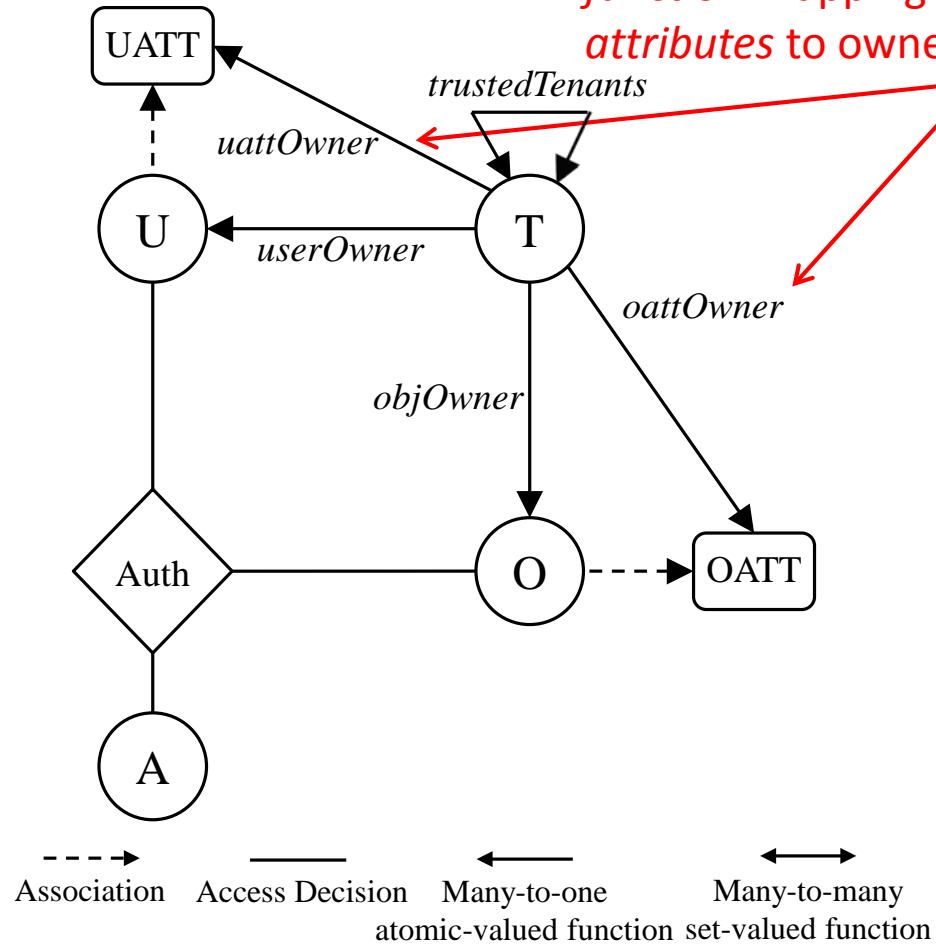 attributes to owne
UATT
trustedTenants
uattOwner
U
T
userOwner
oattOwner
objOwner
Auth
O
OATT
A
Association
Access Decision
Many-to-one
atomic-valued function
Many-to-many
set-valued function